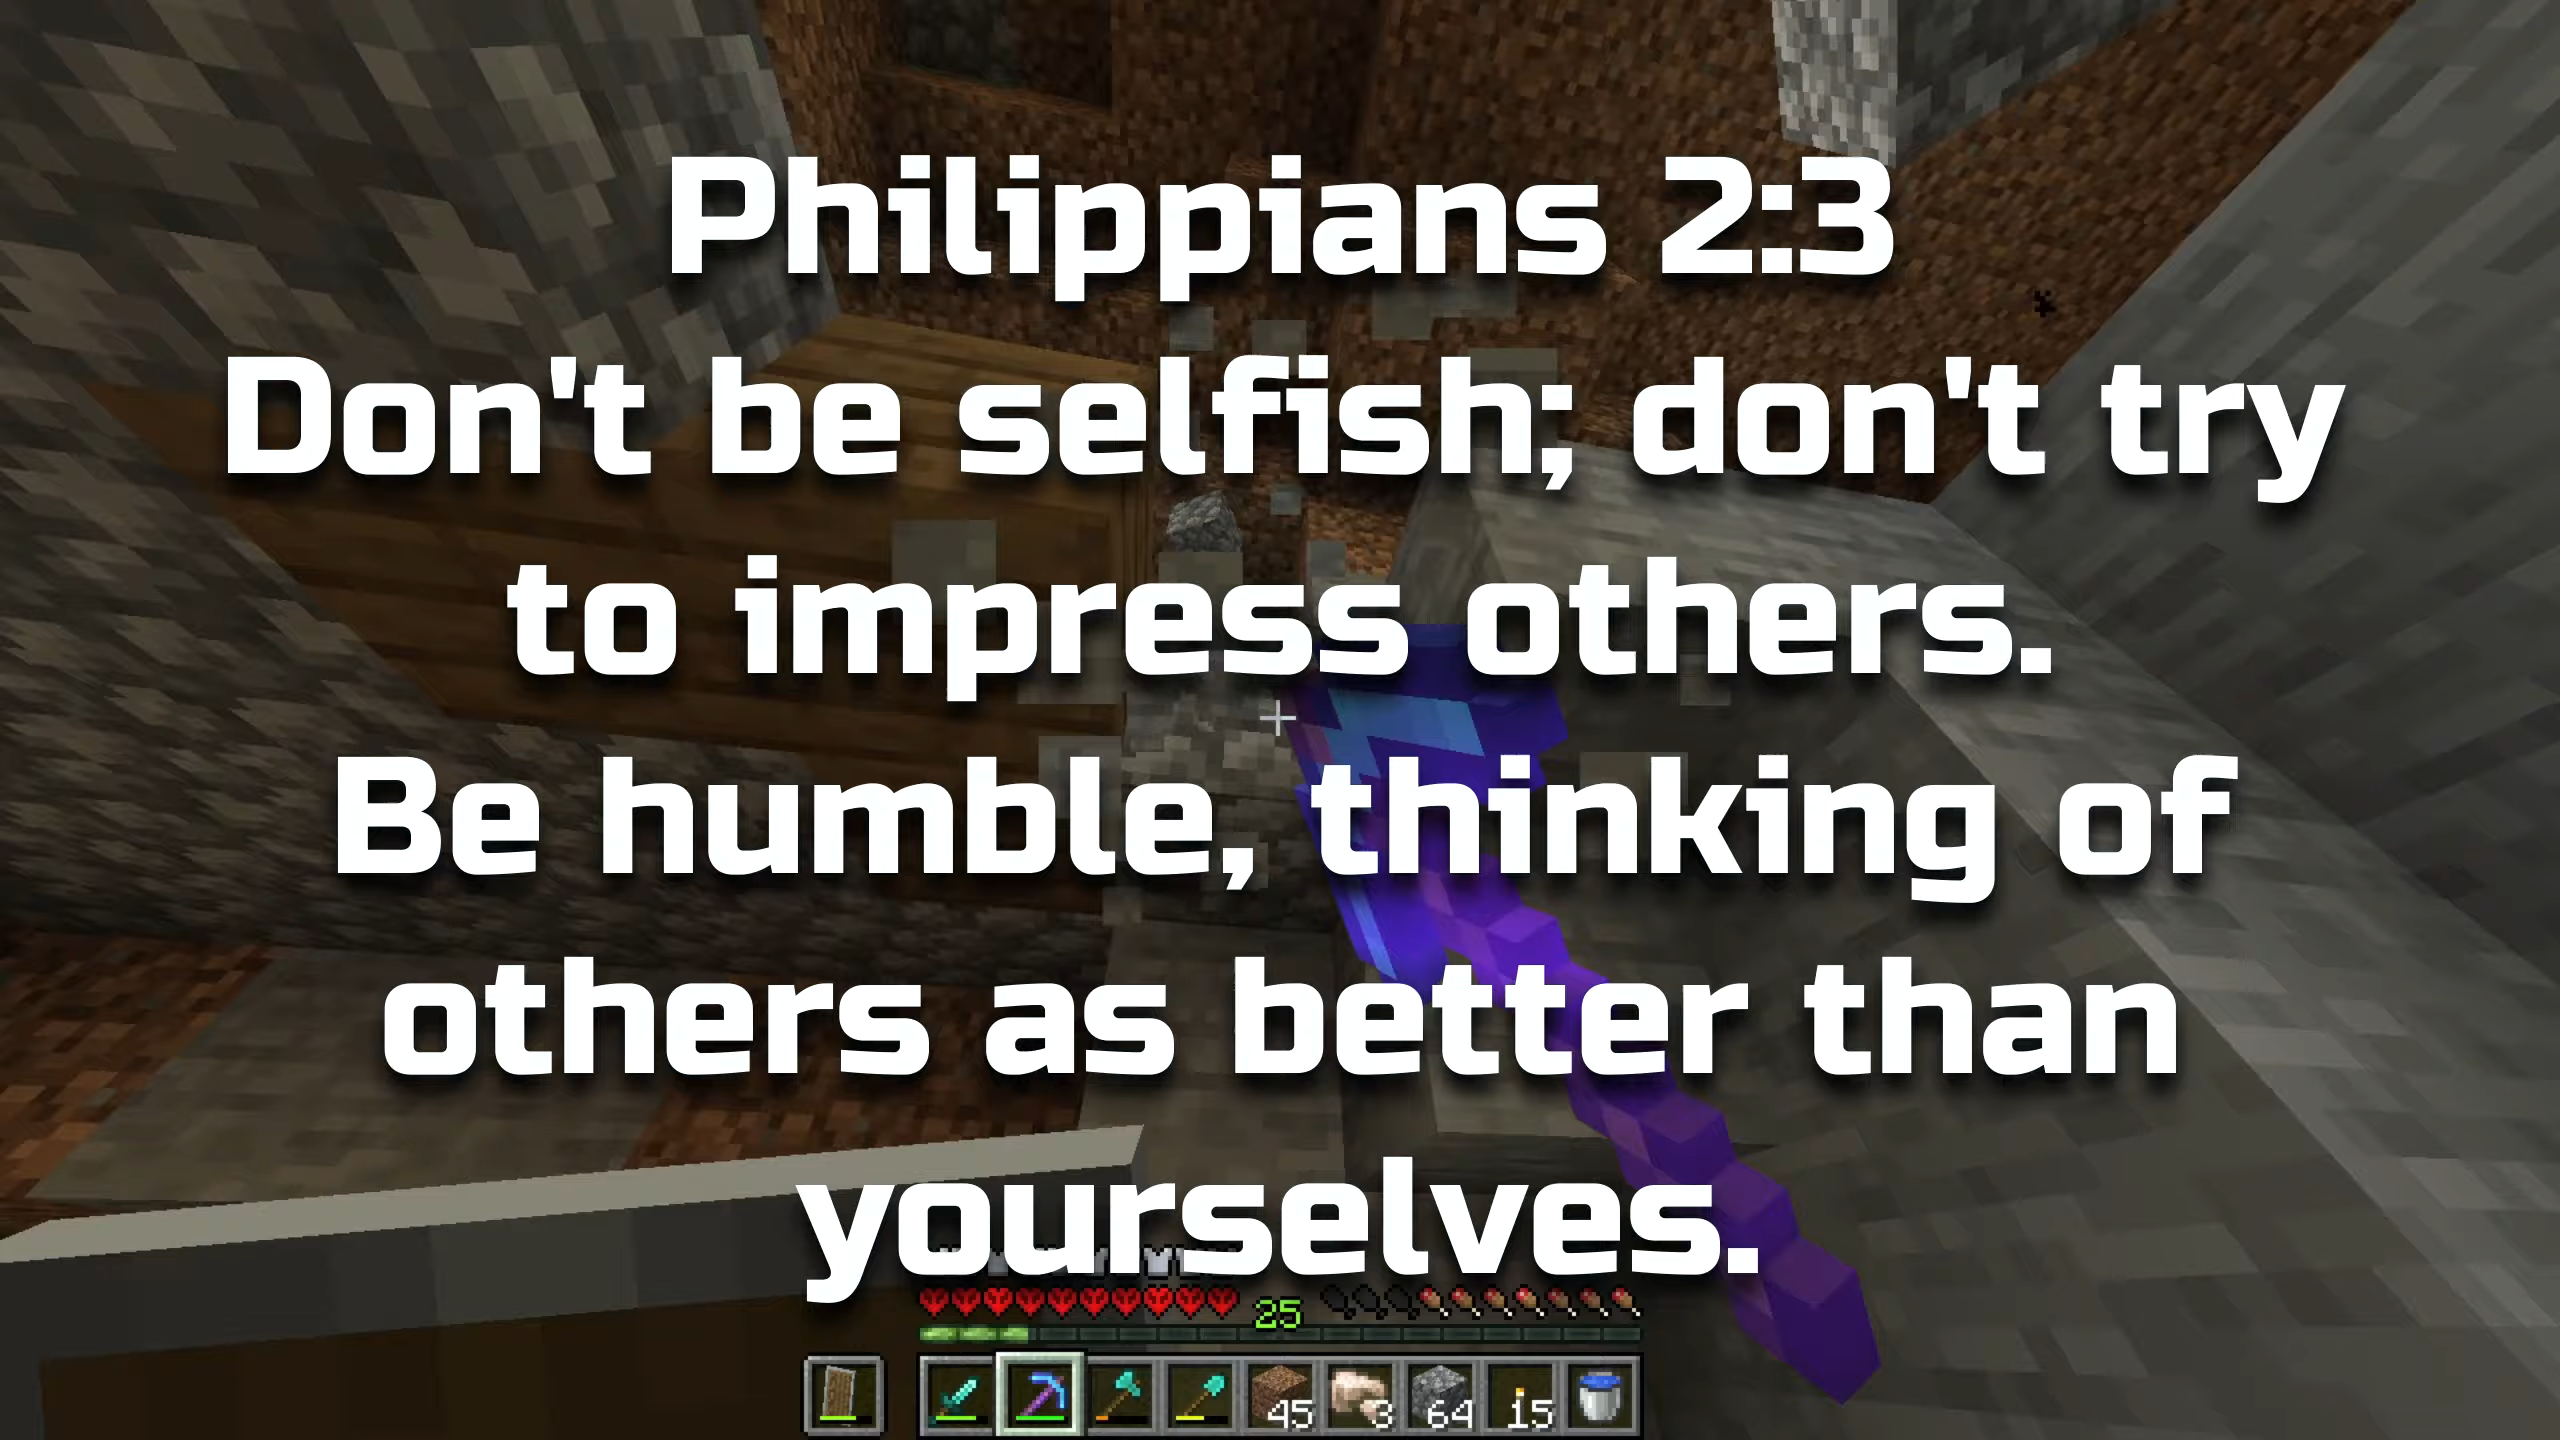 Philippians 2:3
Don't be selfish; don't try
to impress others.
Be humble, thinking of
others as better than
yourselves.
25
45 3 64 15